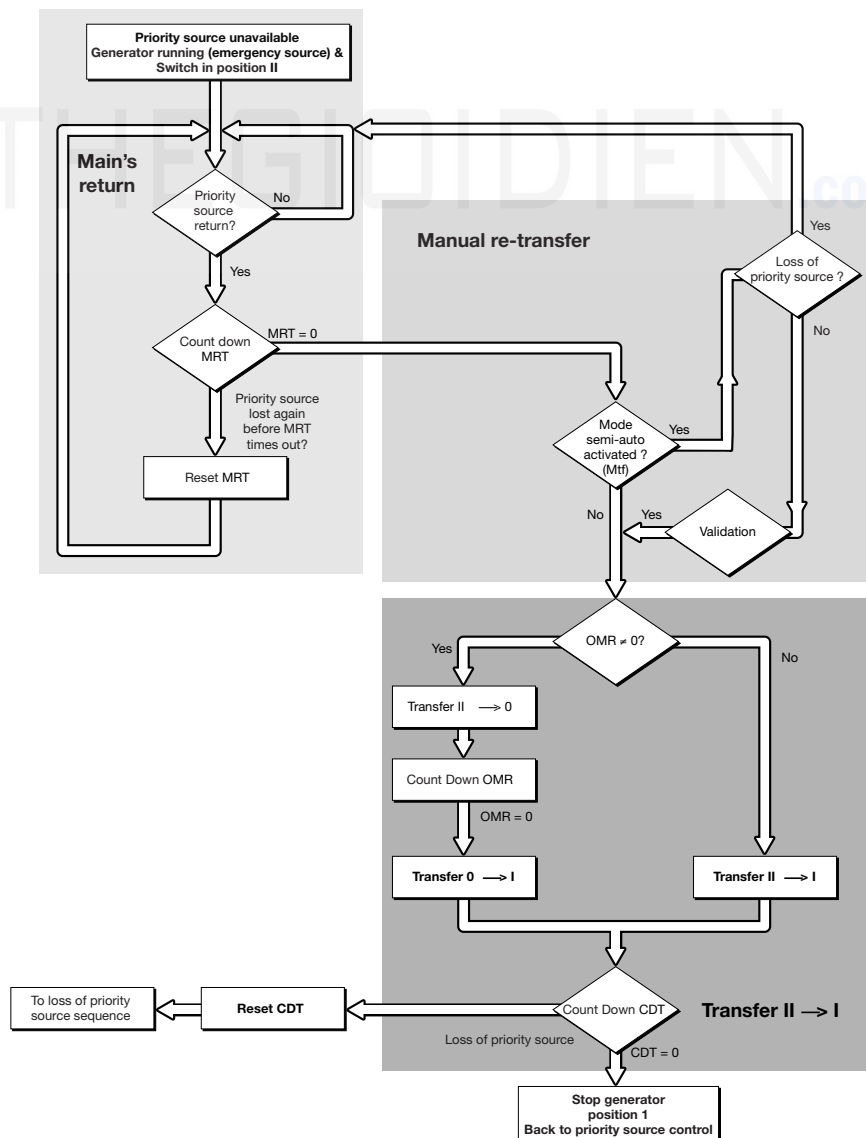 Priority source unavailable
Generator running (emergency source) &
Switch in position II
THEGIOIDIEN.co
Main's
return
Priority
source
return?
No
Yes
Manual re-transfer
Yes
Loss of
priority source ?
No
Count down
MRT
MRT = 0
Priority source
lost again
before MRT
times out?
Reset MRT
Mode
semi-auto
activated ?
(Mtf)
Yes
No
Yes
Validation
OMR ≠ 0?
Yes
No
Transfer II —> 0
Count Down OMR
OMR = 0
Transfer 0 —> I
Transfer II —> I
To loss of priority
source sequence
Reset CDT
Loss of priority source
Count Down CDT
Transfer II —> I
CDT = 0
Stop generator
position 1
Back to priority source control